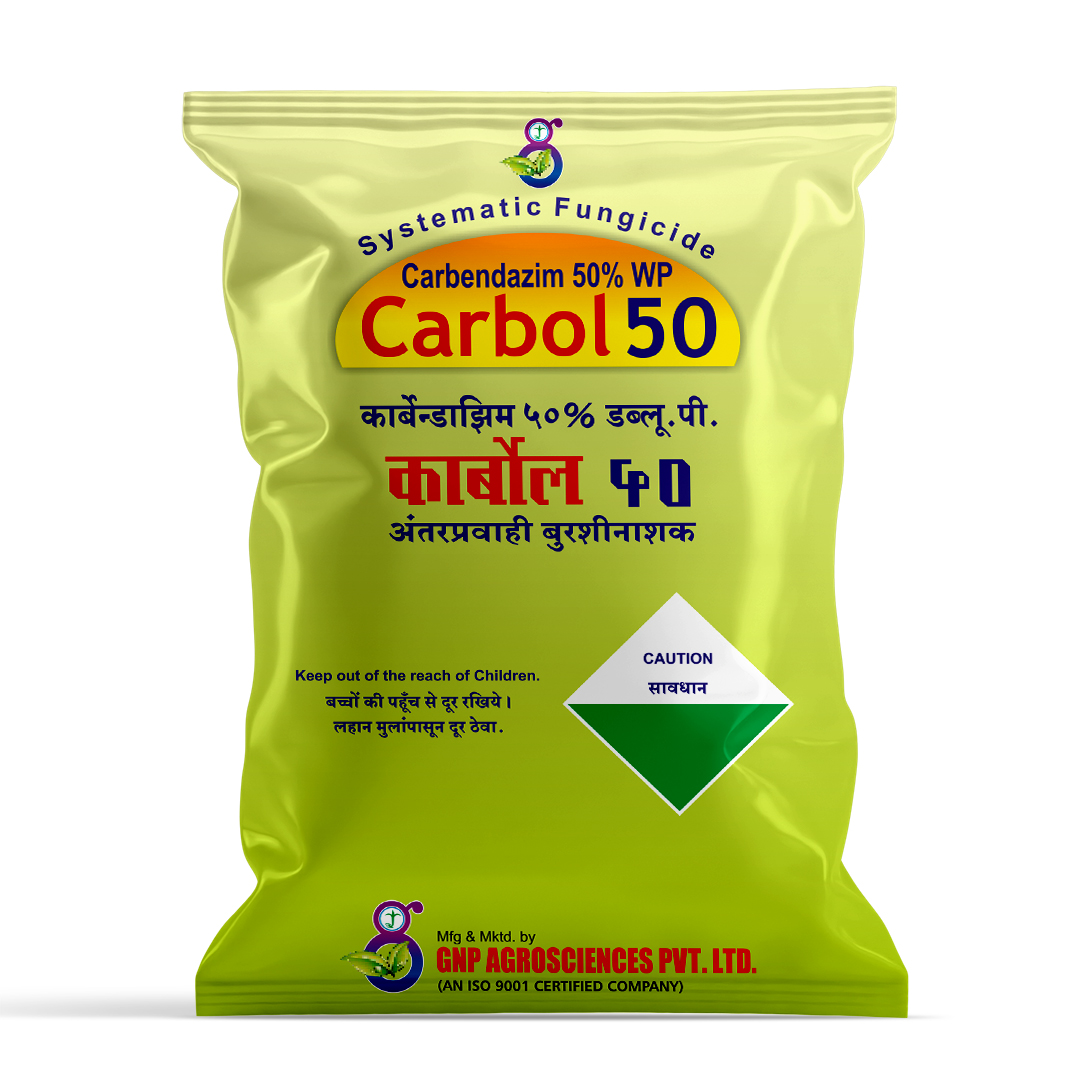 Systematic Fungicide
Carbendazim 50% WP
Carbol 50
कार्बेन्डाझिम ५०% डब्लू.पी.
कार्बोल ५०
अंतरप्रवाही बुरशीनाशक
CAUTION
सावधान
Keep out of the reach of Children.
बच्चों की पहूँच से दूर रखिये।
लहान मुलांपासून दूर ठेवा.
Mfg & Mktd. by
GNP AGROSCIENCES PVT. LTD.
(AN ISO 9001 CERTIFIED COMPANY)